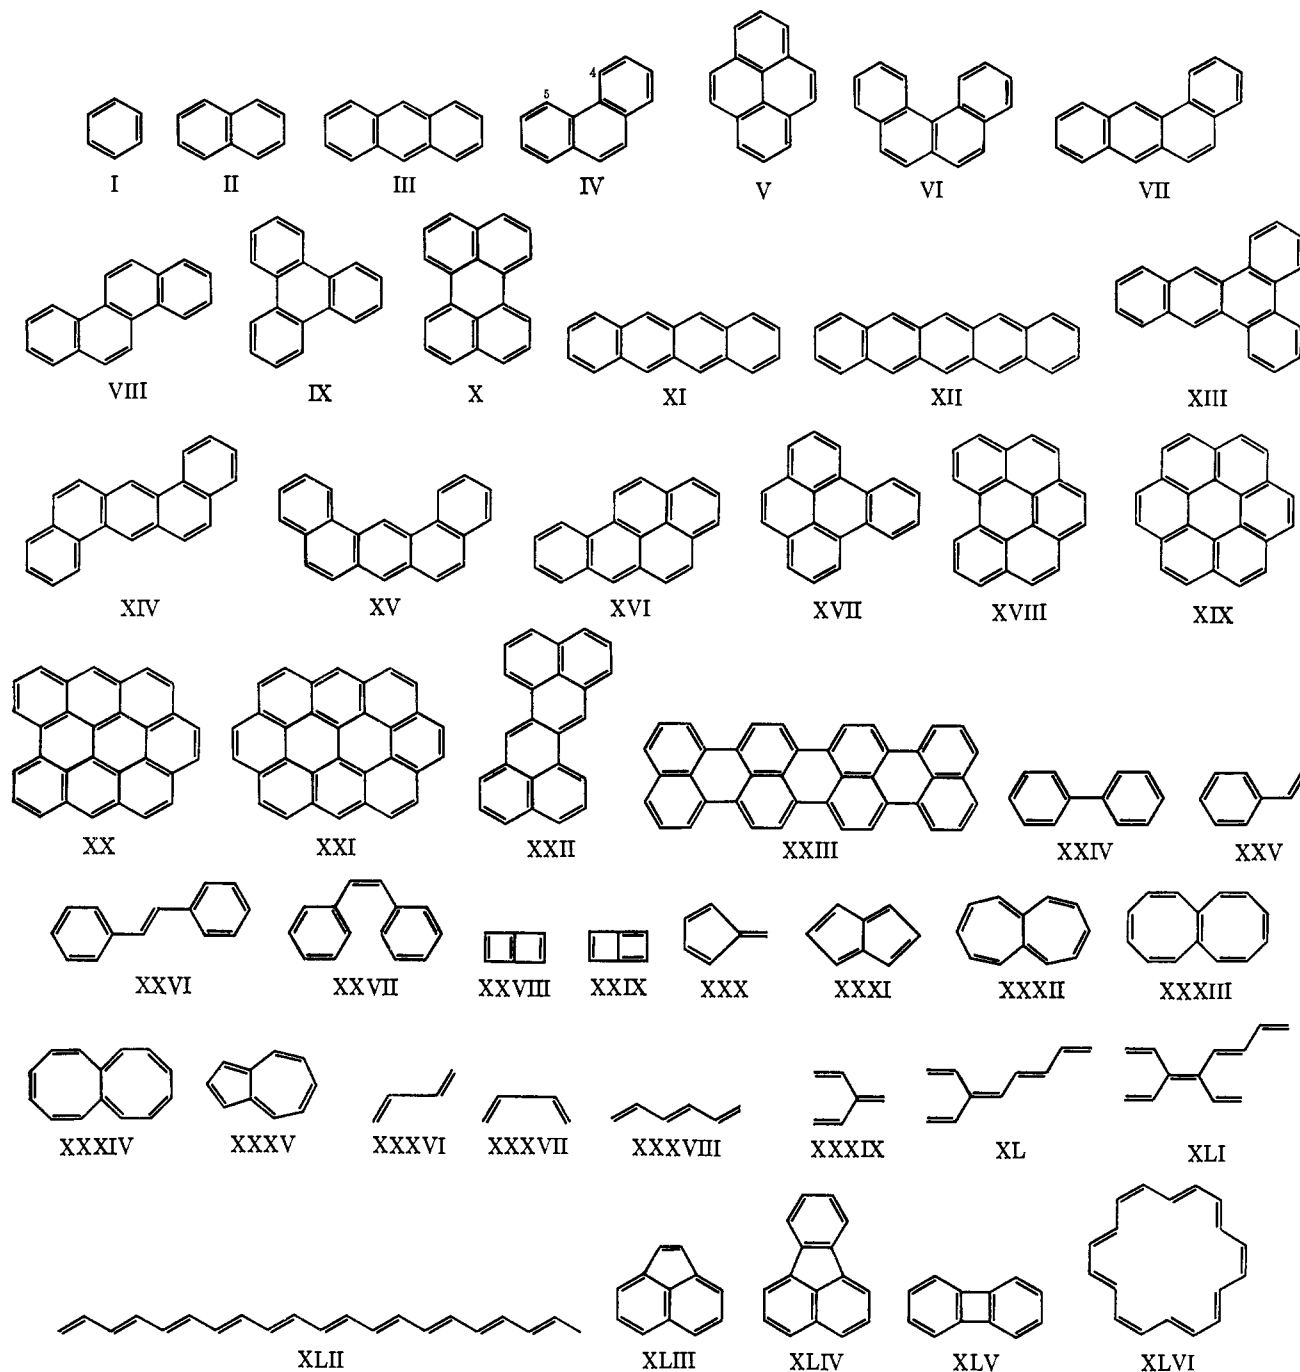 4
5
I II III IV V VI VII
VIII IX X XI XII XIII
XIV XV XVI XVII XVIII XIX
XX XXI XXII XXIII XXIV XXV
XXVI XXVII XXVIII XXIX XXX XXXI XXXII XXXIII
XXXIV XXXV XXXVI XXXVII XXXVIII XXXIX XL XLI
XLII XLIII XLIV XLV XLVI